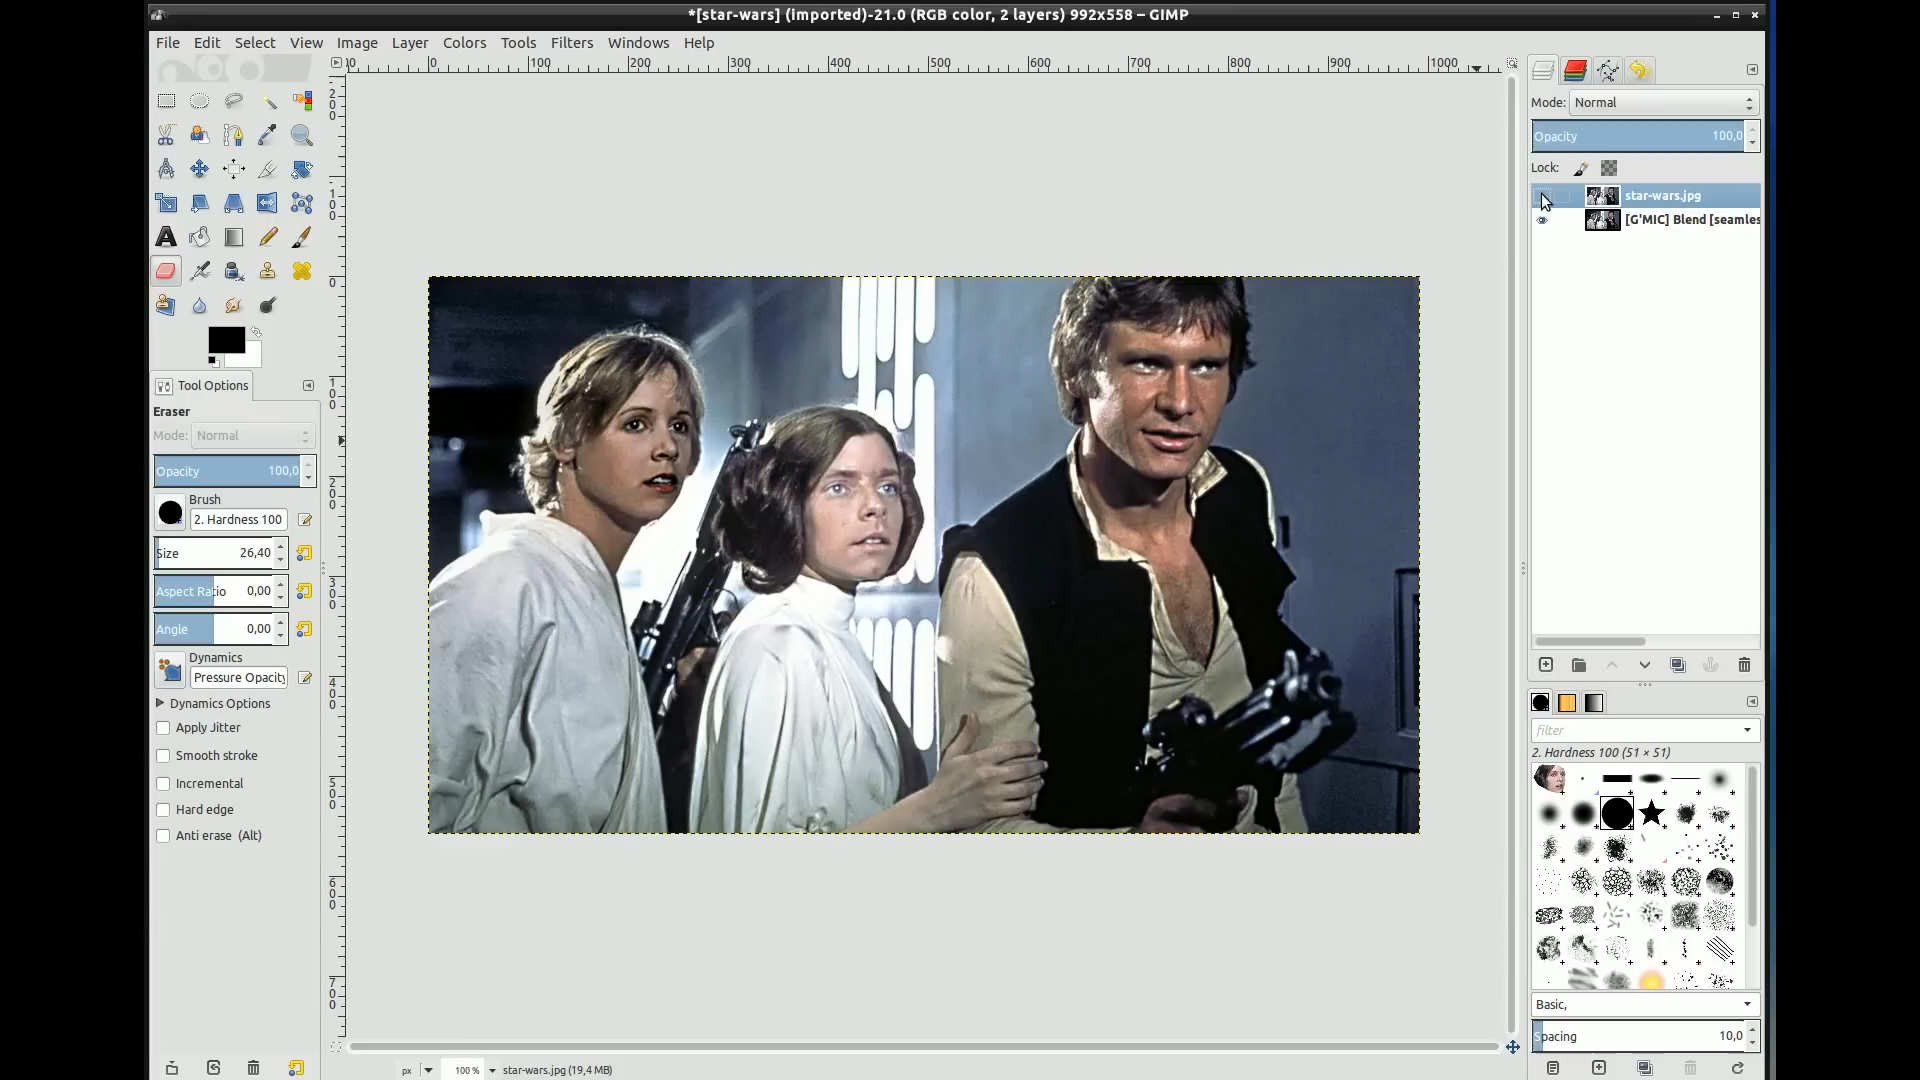 *[star-wars] (imported)-21.0 (RGB color, 2 layers) 992x558 – GIMP
File Edit Select View Image Layer Colors Tools Filters Windows Help
0 100 200 300 400 500 600 700 800 900 1000
Mode: Normal
Opacity 100,0
Lock:
star-wars.jpg
[G'MIC] Blend [seamles
Tool Options
Eraser
Mode: Normal
Opacity 100,0
Brush
2. Hardness 100
Size 26,40
Aspect Ratio 0,00
Angle 0,00
Dynamics
Pressure Opacity
Dynamics Options
Apply Jitter
Smooth stroke
Incremental
Hard edge
Anti erase (Alt)
filter
2. Hardness 100 (51 × 51)
Basic,
Spacing 10,0
px 100 % star-wars.jpg (19,4 MB)